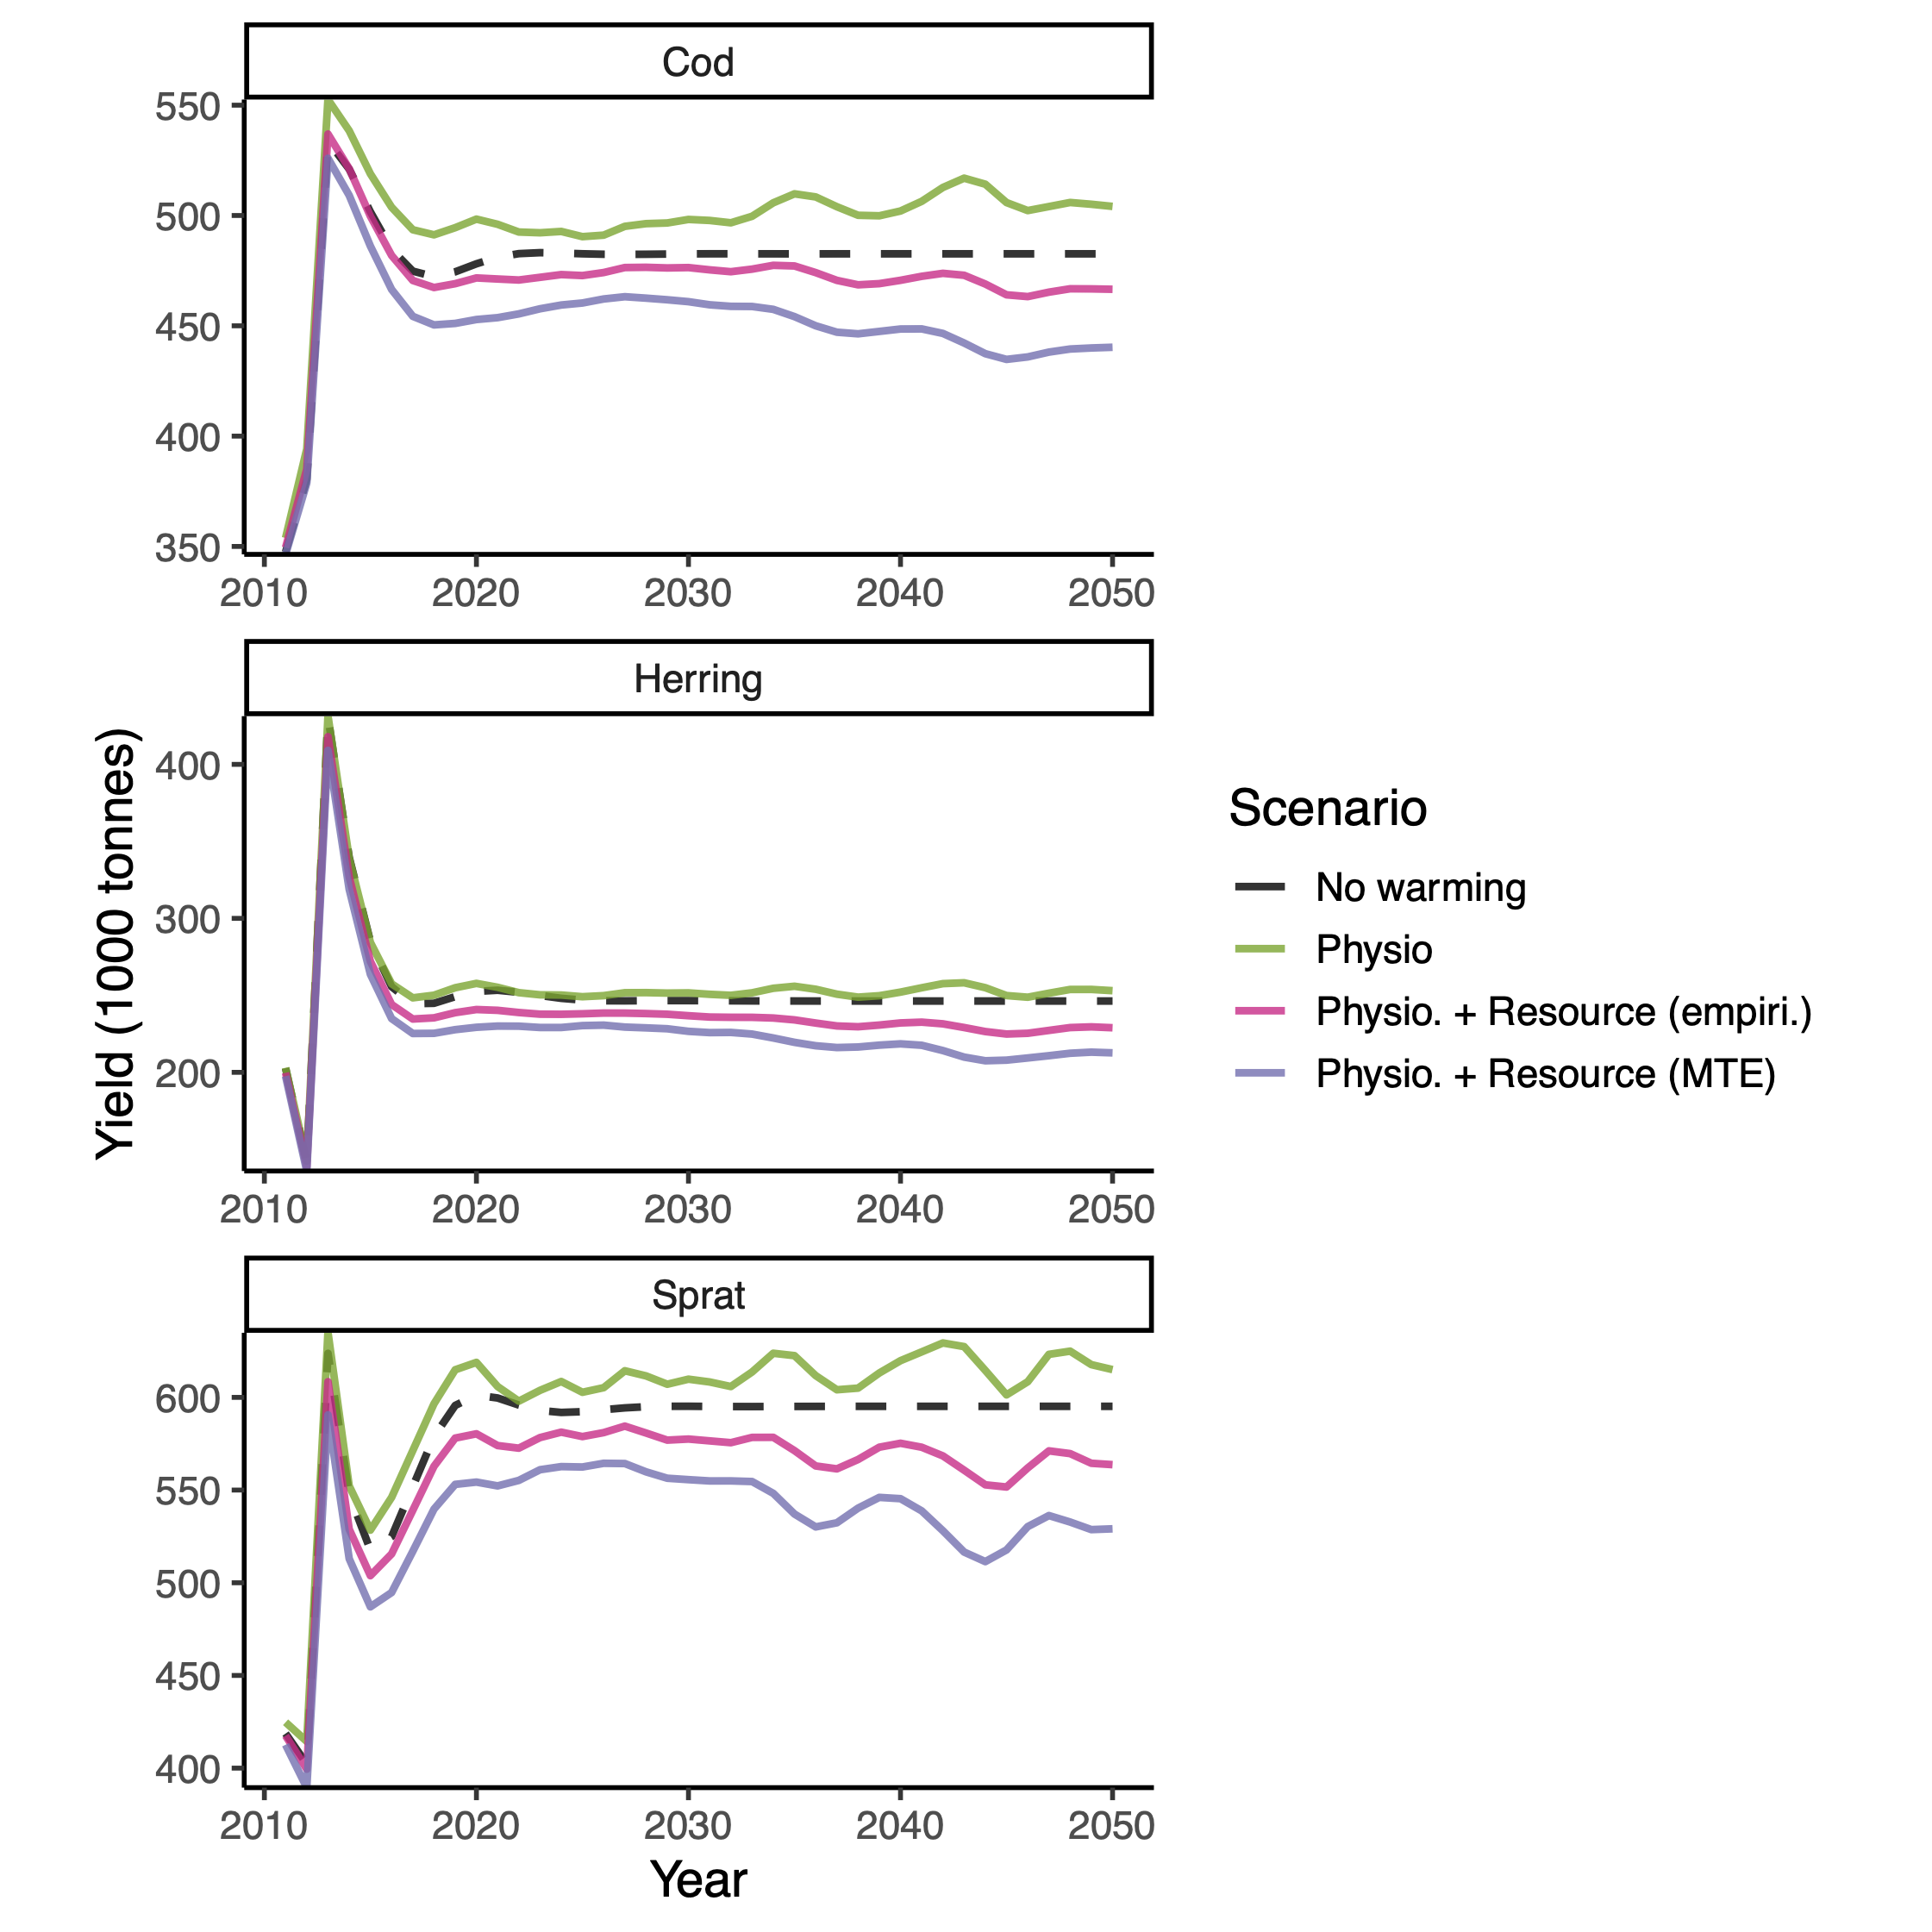 Cod
550
500
450
400
350
2010 2020 2030 2040 2050
Herring
400
300
200
2010 2020 2030 2040 2050
Sprat
600
550
500
450
400
2010 2020 2030 2040 2050
Year
Yield (1000 tonnes)
Scenario
No warming
Physio
Physio. + Resource (empiri.)
Physio. + Resource (MTE)